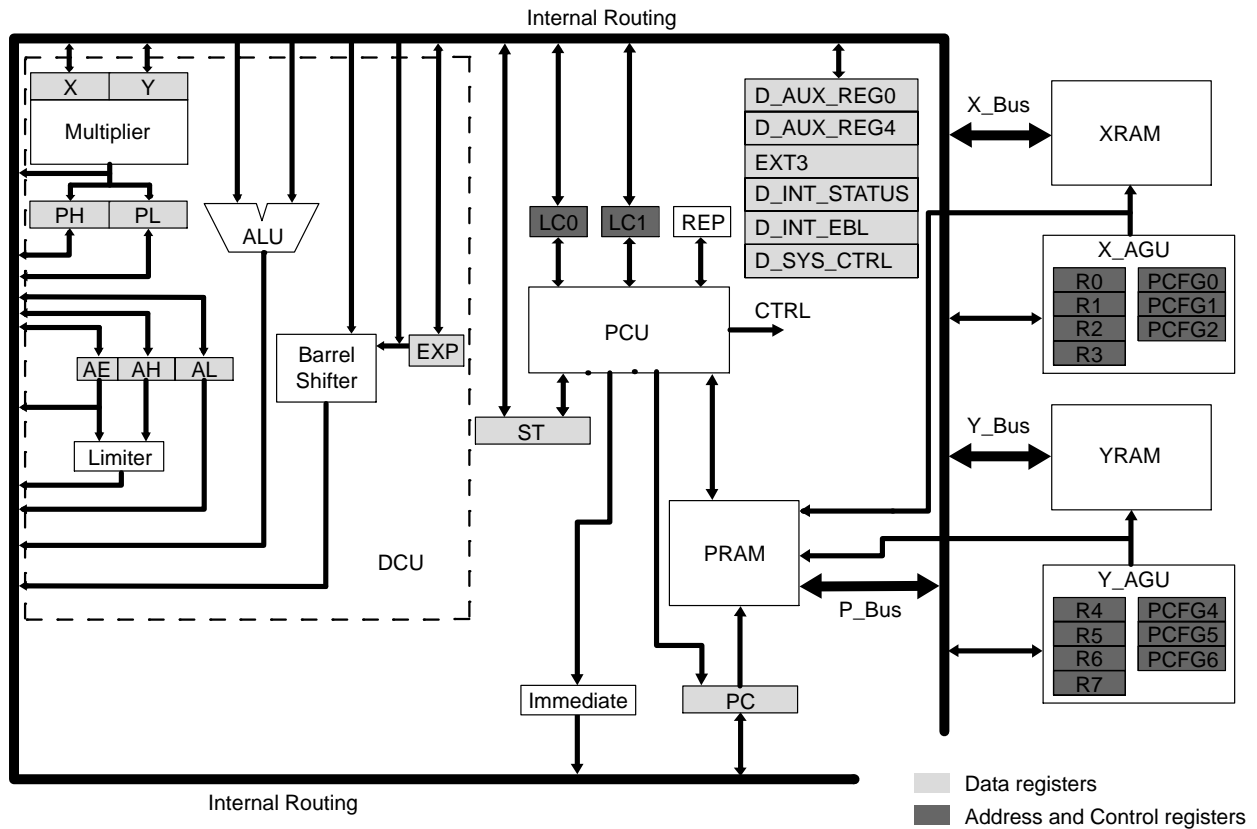 Internal Routing
X Y
Multiplier
PH PL
ALU
AE AH AL
Limiter
Barrel
Shifter
EXP
DCU
LC0
LC1
REP
PCU
CTRL
ST
D_AUX_REG0
D_AUX_REG4
EXT3
D_INT_STATUS
D_INT_EBL
D_SYS_CTRL
X_Bus
XRAM
X_AGU
R0 PCFG0
R1 PCFG1
R2 PCFG2
R3
Y_Bus
YRAM
PRAM
P_Bus
Y_AGU
R4 PCFG4
R5 PCFG5
R6 PCFG6
R7
Immediate
PC
Internal Routing
Data registers
Address and Control registers